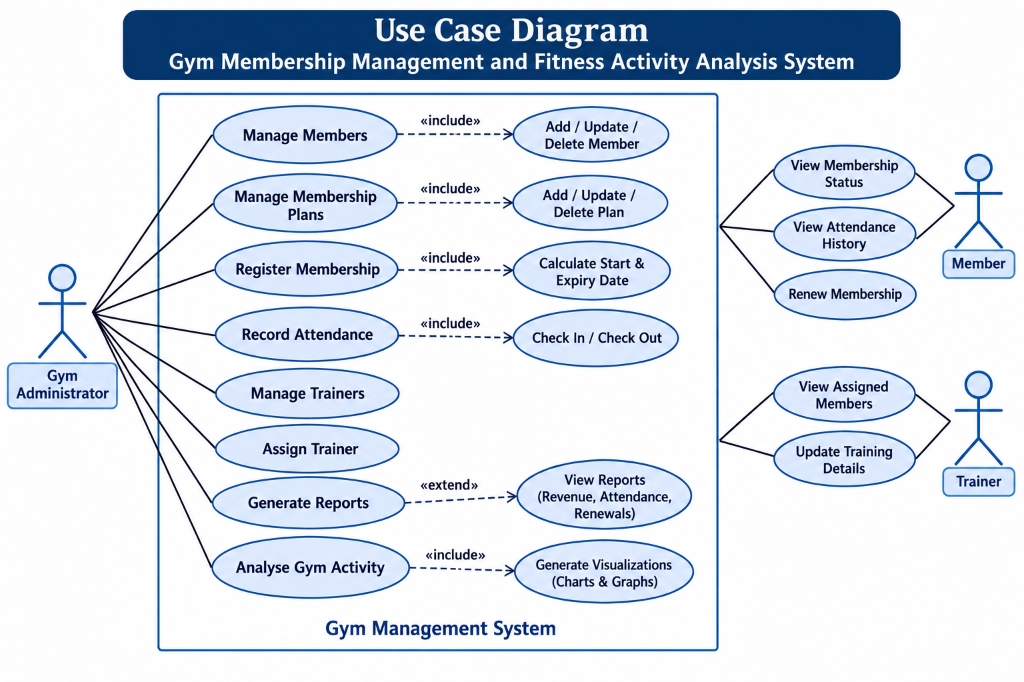 Use Case Diagram
Gym Membership Management and Fitness Activity Analysis System
Manage Members
«include»
Add / Update /
Delete Member
Manage Membership
Plans
«include»
Add / Update /
Delete Plan
Register Membership
«include»
Calculate Start &
Expiry Date
Record Attendance
«include»
Check In / Check Out
Manage Trainers
Assign Trainer
Generate Reports
«extend»
View Reports
(Revenue, Attendance,
Renewals)
Analyse Gym Activity
«include»
Generate Visualizations
(Charts & Graphs)
Gym Management System
Gym
Administrator
View Membership
Status
View Attendance
History
Renew Membership
Member
View Assigned
Members
Update Training
Details
Trainer